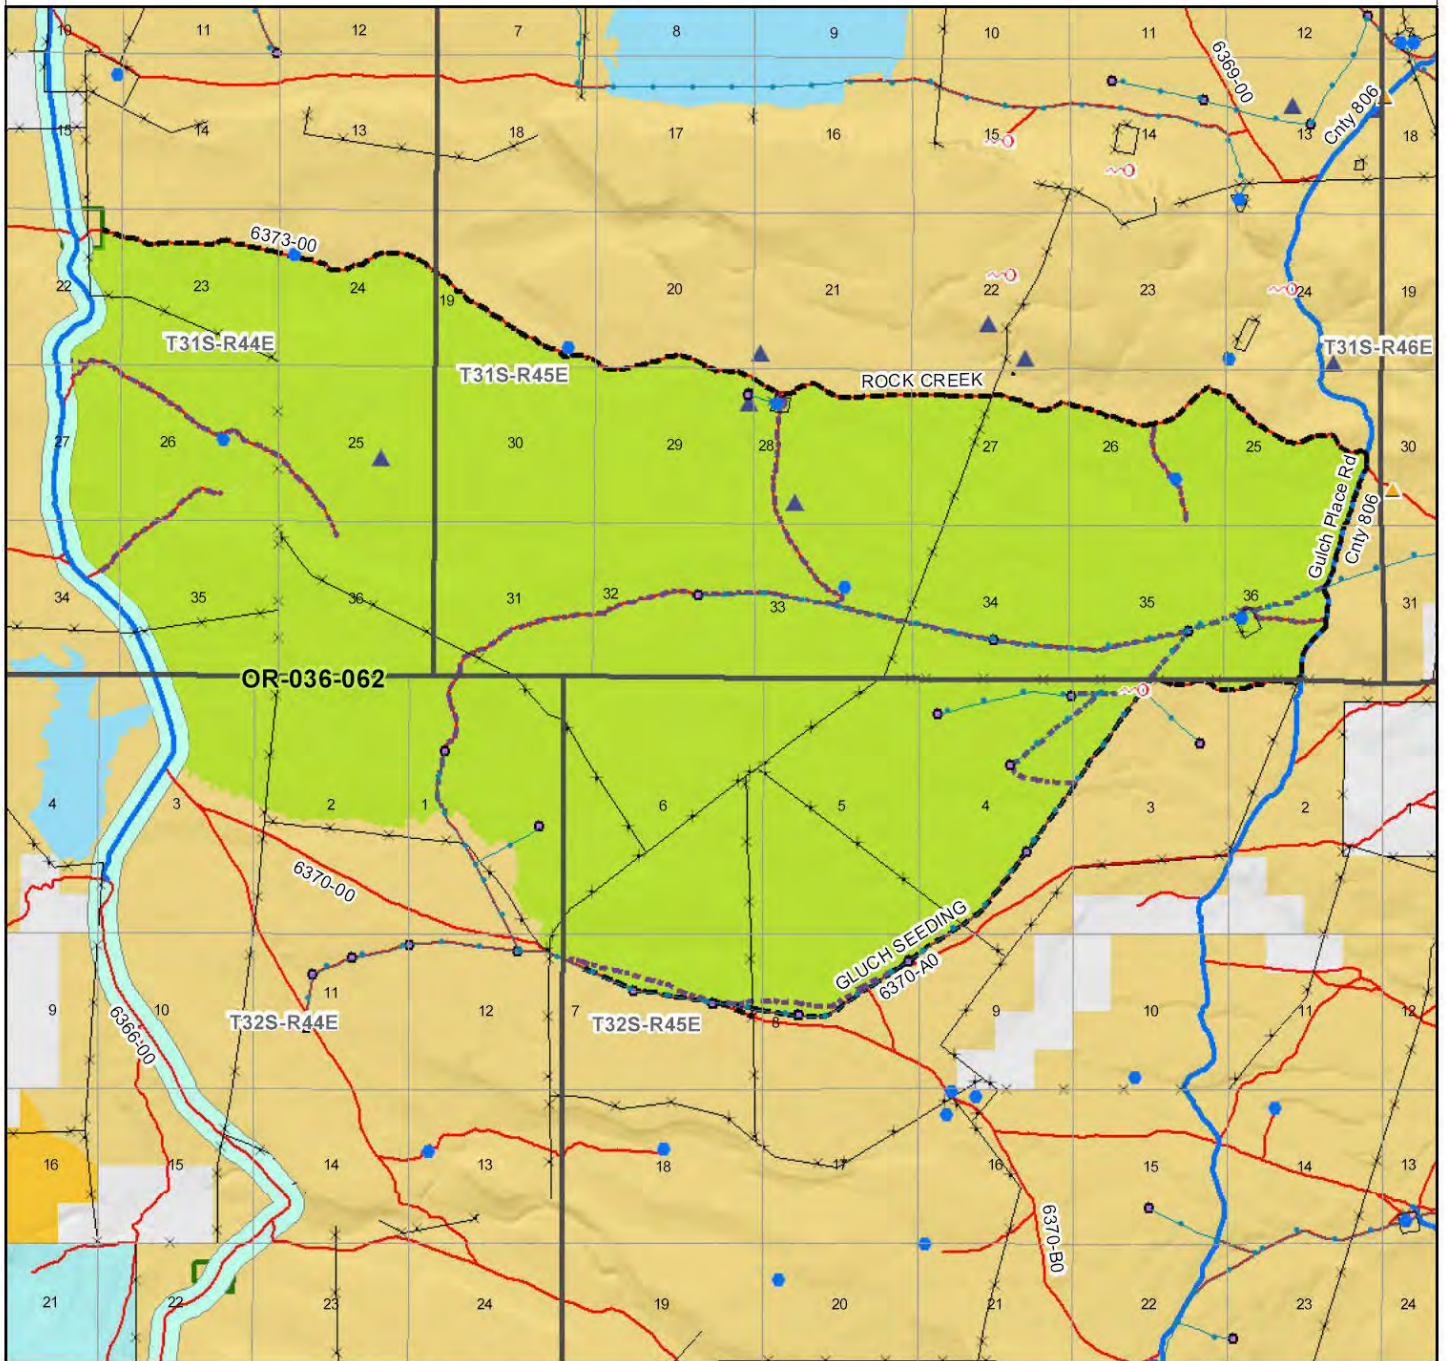 10 11 12 7 8 9 10 11 12 7
6369-00
Cnty 806
15 14 13 18 17 16 15 14 13 18
6373-00
22 23 24 19 20 21 22 23 24 19
T31S-R44E
T31S-R45E
T31S-R46E
ROCK CREEK
27 26 25 30 29 28 27 26 25 30
Gulch Place Rd
Cnty 806
34 35 36 31 32 33 34 35 36 31
OR-036-062
4 3 2 1 6 5 4 3 2 1
6370-00
GLUCH SEEDING
6370-A0
9 10 11 12 7 8 9 10 11 12
6366-00
T32S-R44E
T32S-R45E
16 15 14 13 18 17 16 15 14 13
6370-B0
21 22 23 24 19 20 21 22 23 24